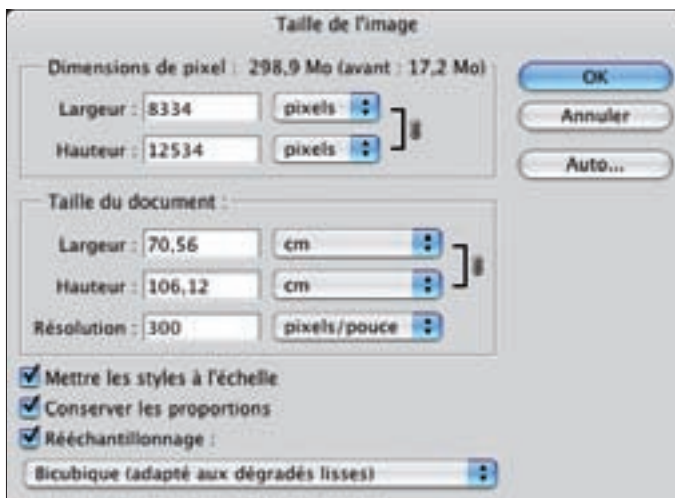 Taille de l'image
Dimensions de pixel : 298,9 Mo (avant : 17,2 Mo)
Largeur : 8334 pixels
Hauteur : 12534 pixels
OK
Annuler
Auto...
Taille du document :
Largeur : 70,56 cm
Hauteur : 106,12 cm
Résolution : 300 pixels/pouce
Mettre les styles à l'échelle
Conserver les proportions
Rééchantillonnage :
Bicubique (adapté aux dégradés lisses)